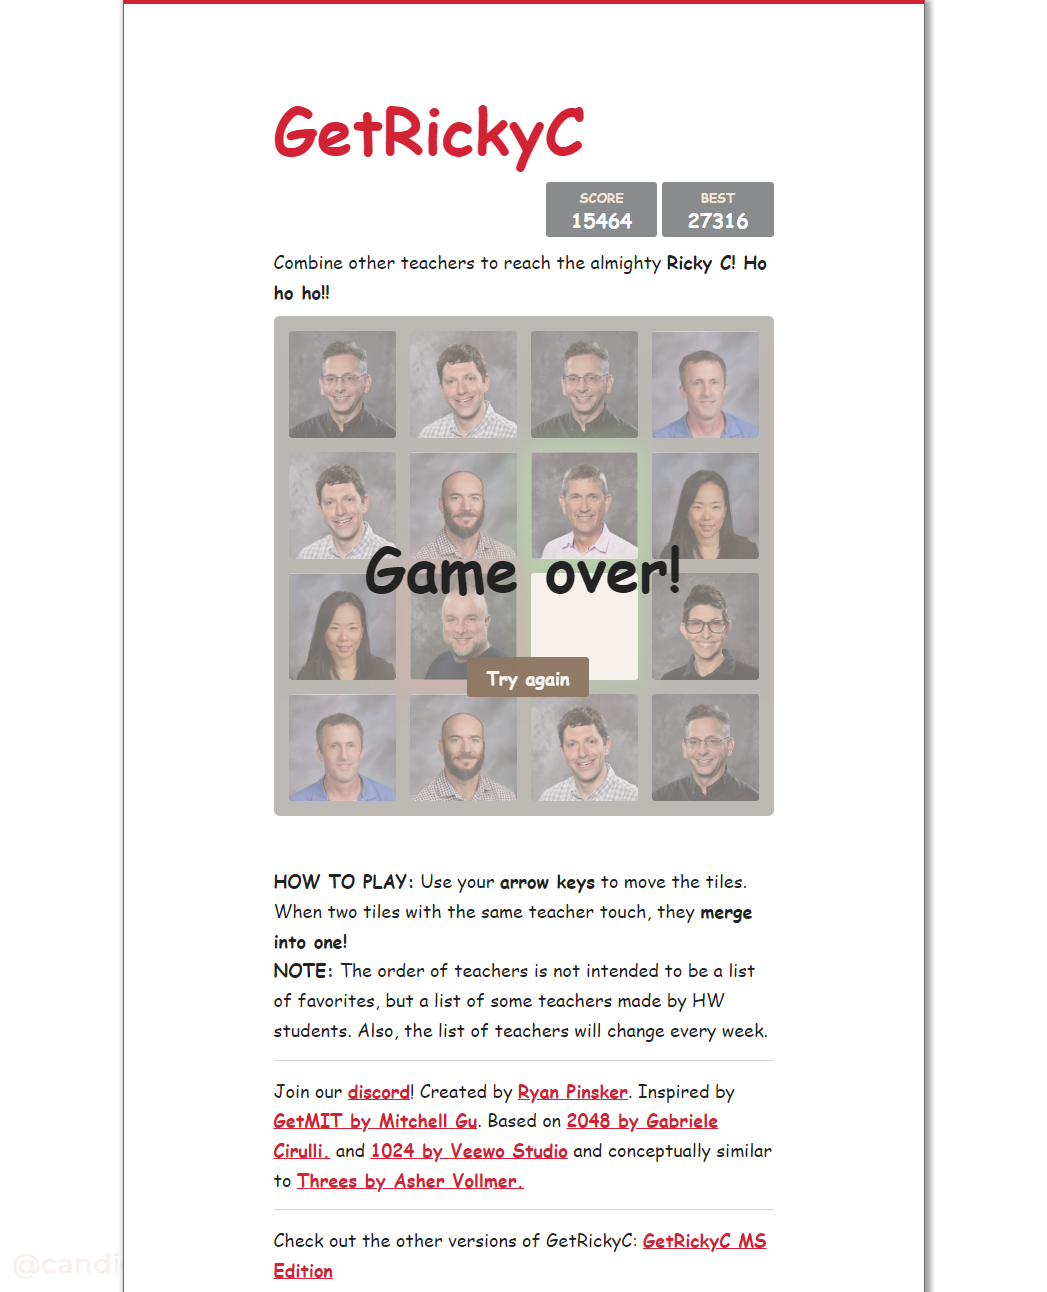 GetRickyC
SCORE BEST
15464 27316
Combine other teachers to reach the almighty Ricky C! Ho
ho ho!!
Game over!
Try again
HOW TO PLAY: Use your arrow keys to move the tiles.
When two tiles with the same teacher touch, they merge
into one!
NOTE: The order of teachers is not intended to be a list
of favorites, but a list of some teachers made by HW
students. Also, the list of teachers will change every week.
Join our discord! Created by Ryan Pinsker. Inspired by
GetMIT by Mitchell Gu. Based on 2048 by Gabriele
Cirulli. and 1024 by Veewo Studio and conceptually similar
to Threes by Asher Vollmer.
Check out the other versions of GetRickyC: GetRickyC MS
Edition